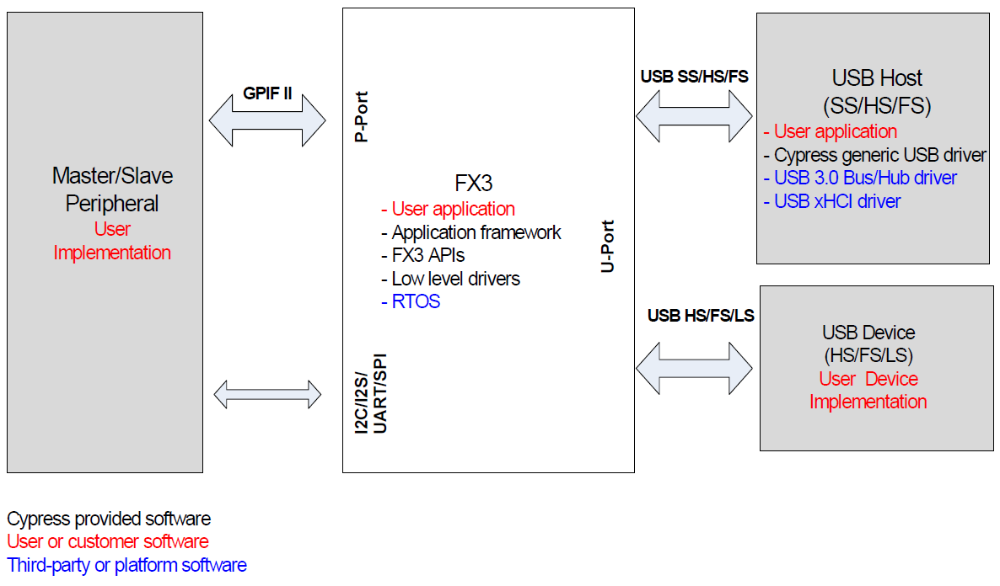 Master/Slave
Peripheral
User
Implementation
GPIF II
P-Port
FX3
- User application
- Application framework
- FX3 APIs
- Low level drivers
- RTOS
I2C/I2S/
UART/SPI
U-Port
USB SS/HS/FS
USB Host
(SS/HS/FS)
- User application
- Cypress generic USB driver
- USB 3.0 Bus/Hub driver
- USB xHCI driver
USB HS/FS/LS
USB Device
(HS/FS/LS)
User Device
Implementation
Cypress provided software
User or customer software
Third-party or platform software